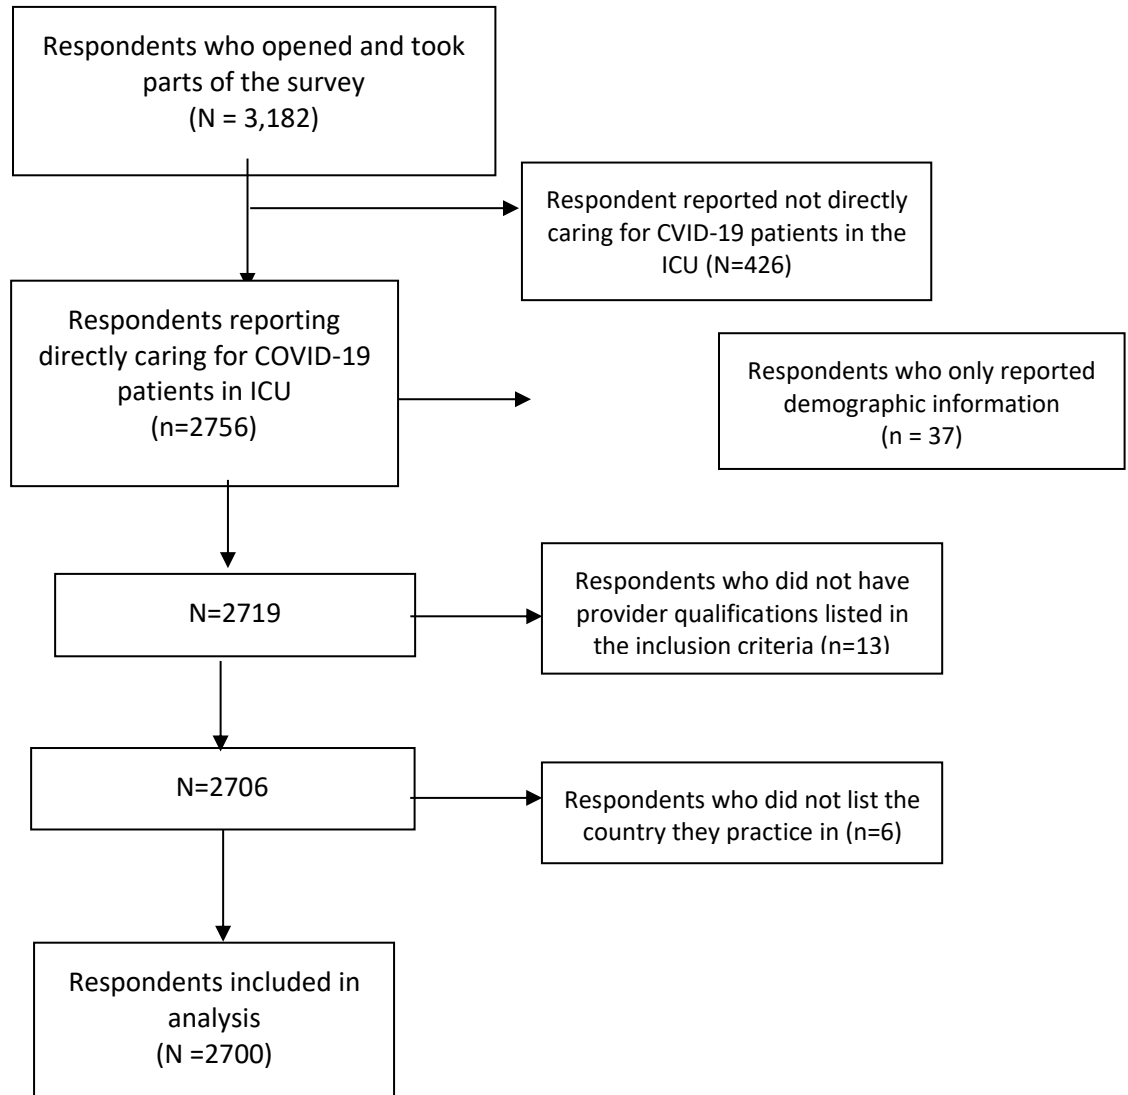 Respondents who opened and took
parts of the survey
(N = 3,182)
Respondent reported not directly
caring for CVID-19 patients in the
ICU (N=426)
Respondents reporting
directly caring for COVID-19
patients in ICU
(n=2756)
Respondents who only reported
demographic information
(n = 37)
N=2719
Respondents who did not have
provider qualifications listed in
the inclusion criteria (n=13)
N=2706
Respondents who did not list the
country they practice in (n=6)
Respondents included in
analysis
(N =2700)